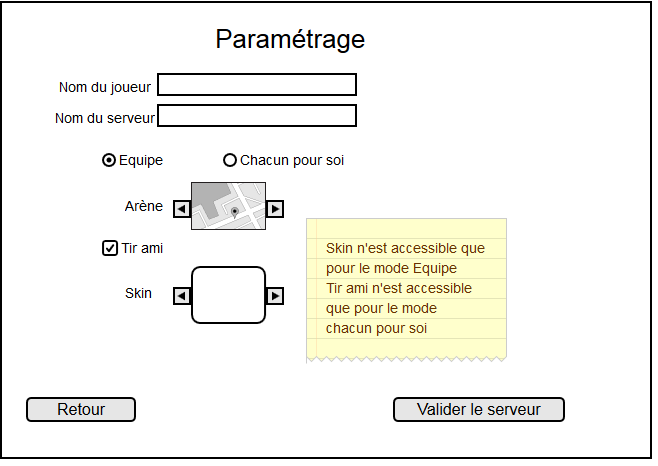 Paramétrage
Nom du joueur
Nom du serveur
Equipe
Chacun pour soi
Arène
Tir ami
Skin
Skin n'est accessible que
pour le mode Equipe
Tir ami n'est accessible
que pour le mode
chacun pour soi
Retour
Valider le serveur